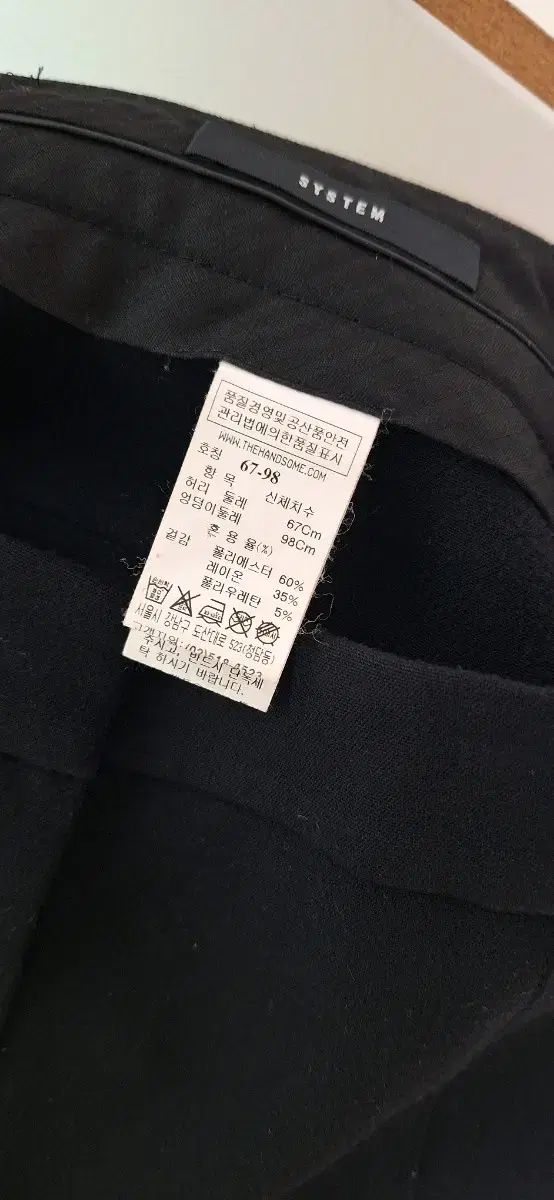 SYSTEM
품질경영및공산품안전
관리법에의한품질표시
WWW.THEHANDSOME.COM
호칭 67-98
항 목 신체치수
허리 둘레 67Cm
엉덩이둘레 98Cm
겉감 혼 용 율(%)
폴리에스터 60%
레이온 35%
폴리우레탄 5%
서울시 강남구 도산대로 523(청담동)
탁 하시기 바랍니다.